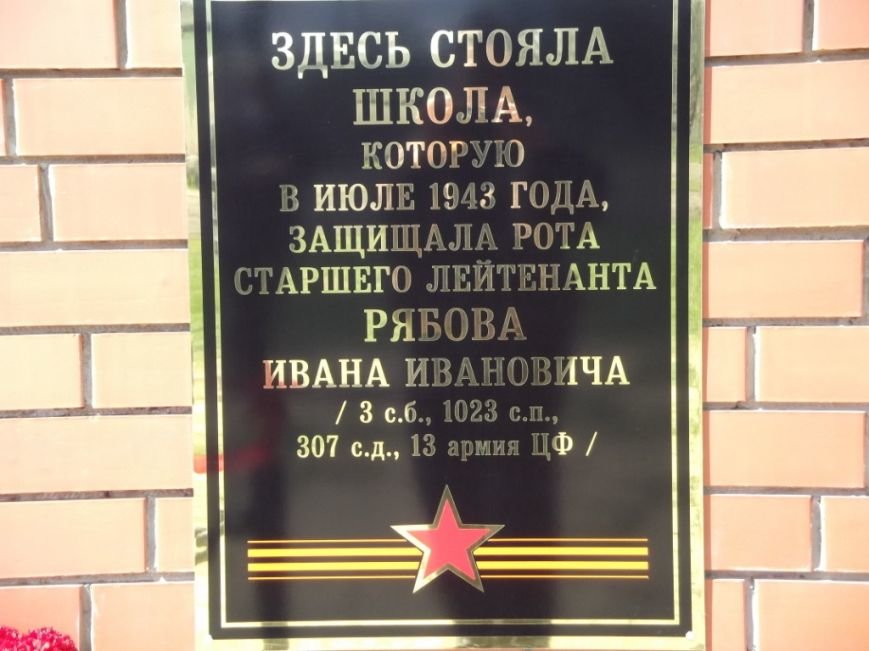 ЗДЕСЬ СТОЯЛА
ШКОЛА,
КОТОРУЮ
В ИЮЛЕ 1943 ГОДА,
ЗАЩИЩАЛА РОТА
СТАРШЕГО ЛЕЙТЕНАНТА
РЯБОВА
ИВАНА ИВАНОВИЧА
/ 3 с.б., 1023 с.п.,
307 с.д., 13 армия ЦФ /